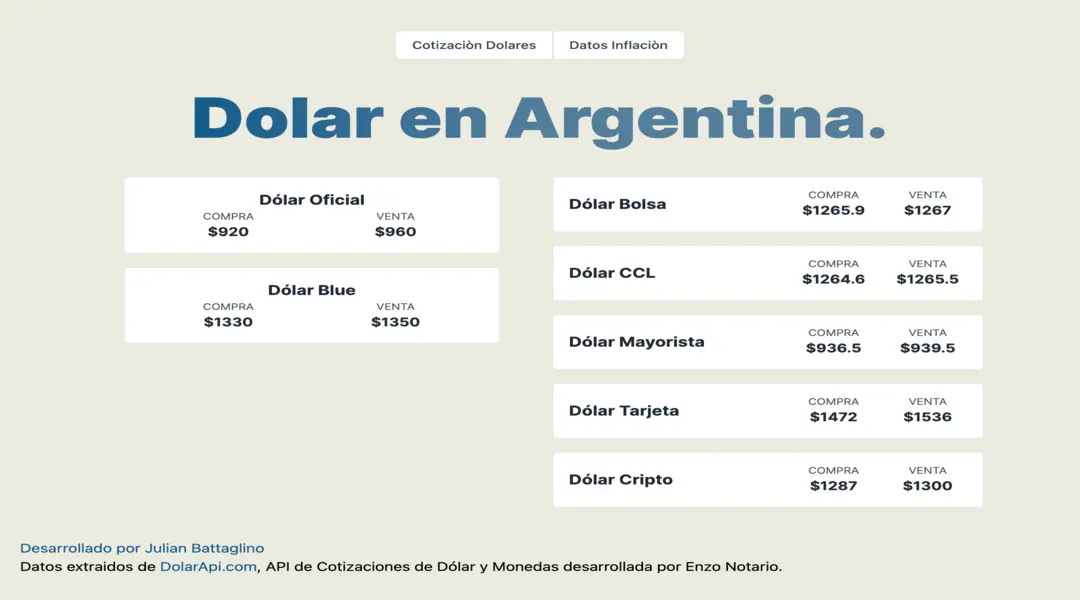 Cotizaciòn Dolares
Datos Inflaciòn
Dolar en Argentina.
Dólar Oficial
COMPRA VENTA
$920 $960
Dólar Blue
COMPRA VENTA
$1330 $1350
Dólar Bolsa
COMPRA VENTA
$1265.9 $1267
Dólar CCL
COMPRA VENTA
$1264.6 $1265.5
Dólar Mayorista
COMPRA VENTA
$936.5 $939.5
Dólar Tarjeta
COMPRA VENTA
$1472 $1536
Dólar Cripto
COMPRA VENTA
$1287 $1300
Desarrollado por Julian Battaglino
Datos extraidos de DolarApi.com, API de Cotizaciones de Dólar y Monedas desarrollada por Enzo Notario.